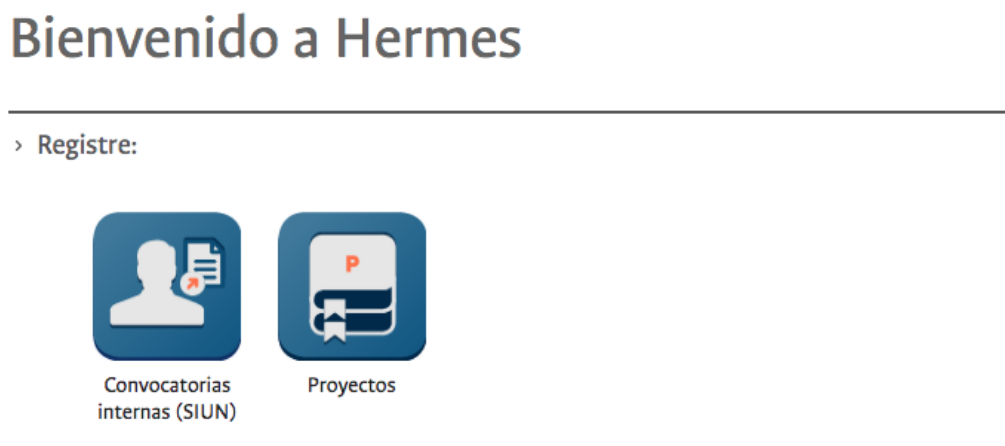 Bienvenido a Hermes
› Registre:
P
Convocatorias
internas (SIUN)
Proyectos